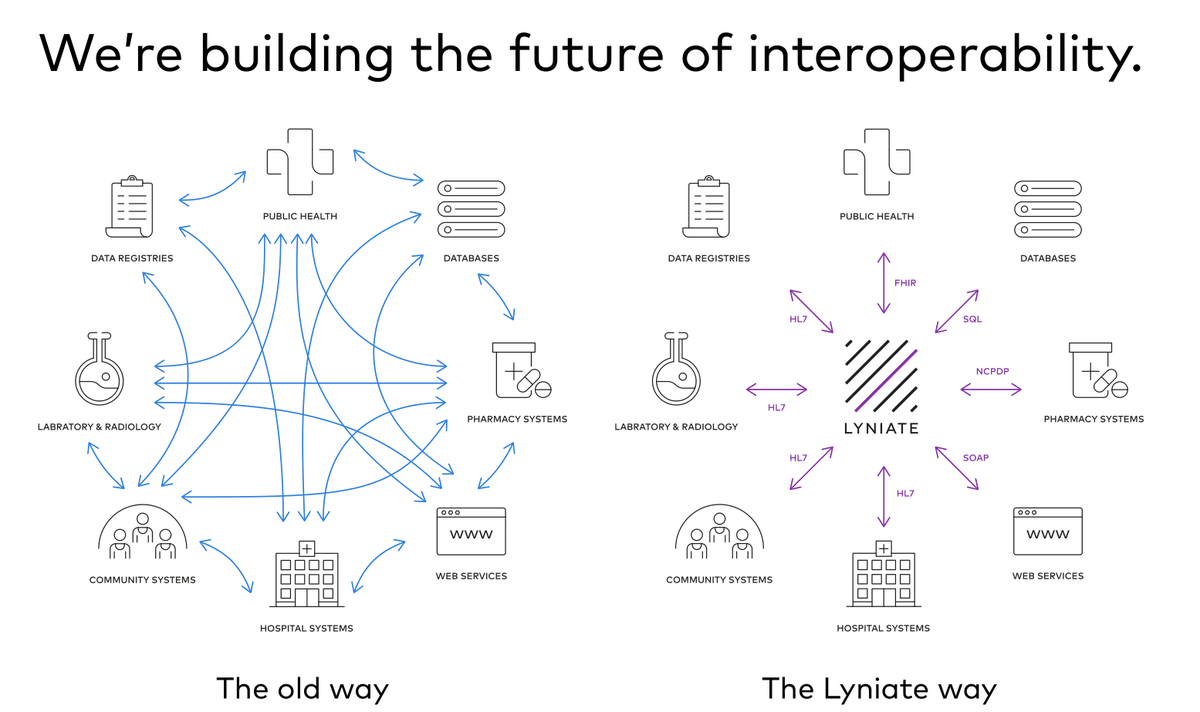 We're building the future of interoperability.
PUBLIC HEALTH
DATA REGISTRIES
DATABASES
LABRATORY & RADIOLOGY
PHARMACY SYSTEMS
COMMUNITY SYSTEMS
WWW
WEB SERVICES
HOSPITAL SYSTEMS
The old way
PUBLIC HEALTH
DATA REGISTRIES
DATABASES
FHIR
HL7
SQL
NCPDP
HL7
LABRATORY & RADIOLOGY
PHARMACY SYSTEMS
LYNIATE
HL7
SOAP
HL7
WWW
COMMUNITY SYSTEMS
WEB SERVICES
HOSPITAL SYSTEMS
The Lyniate way